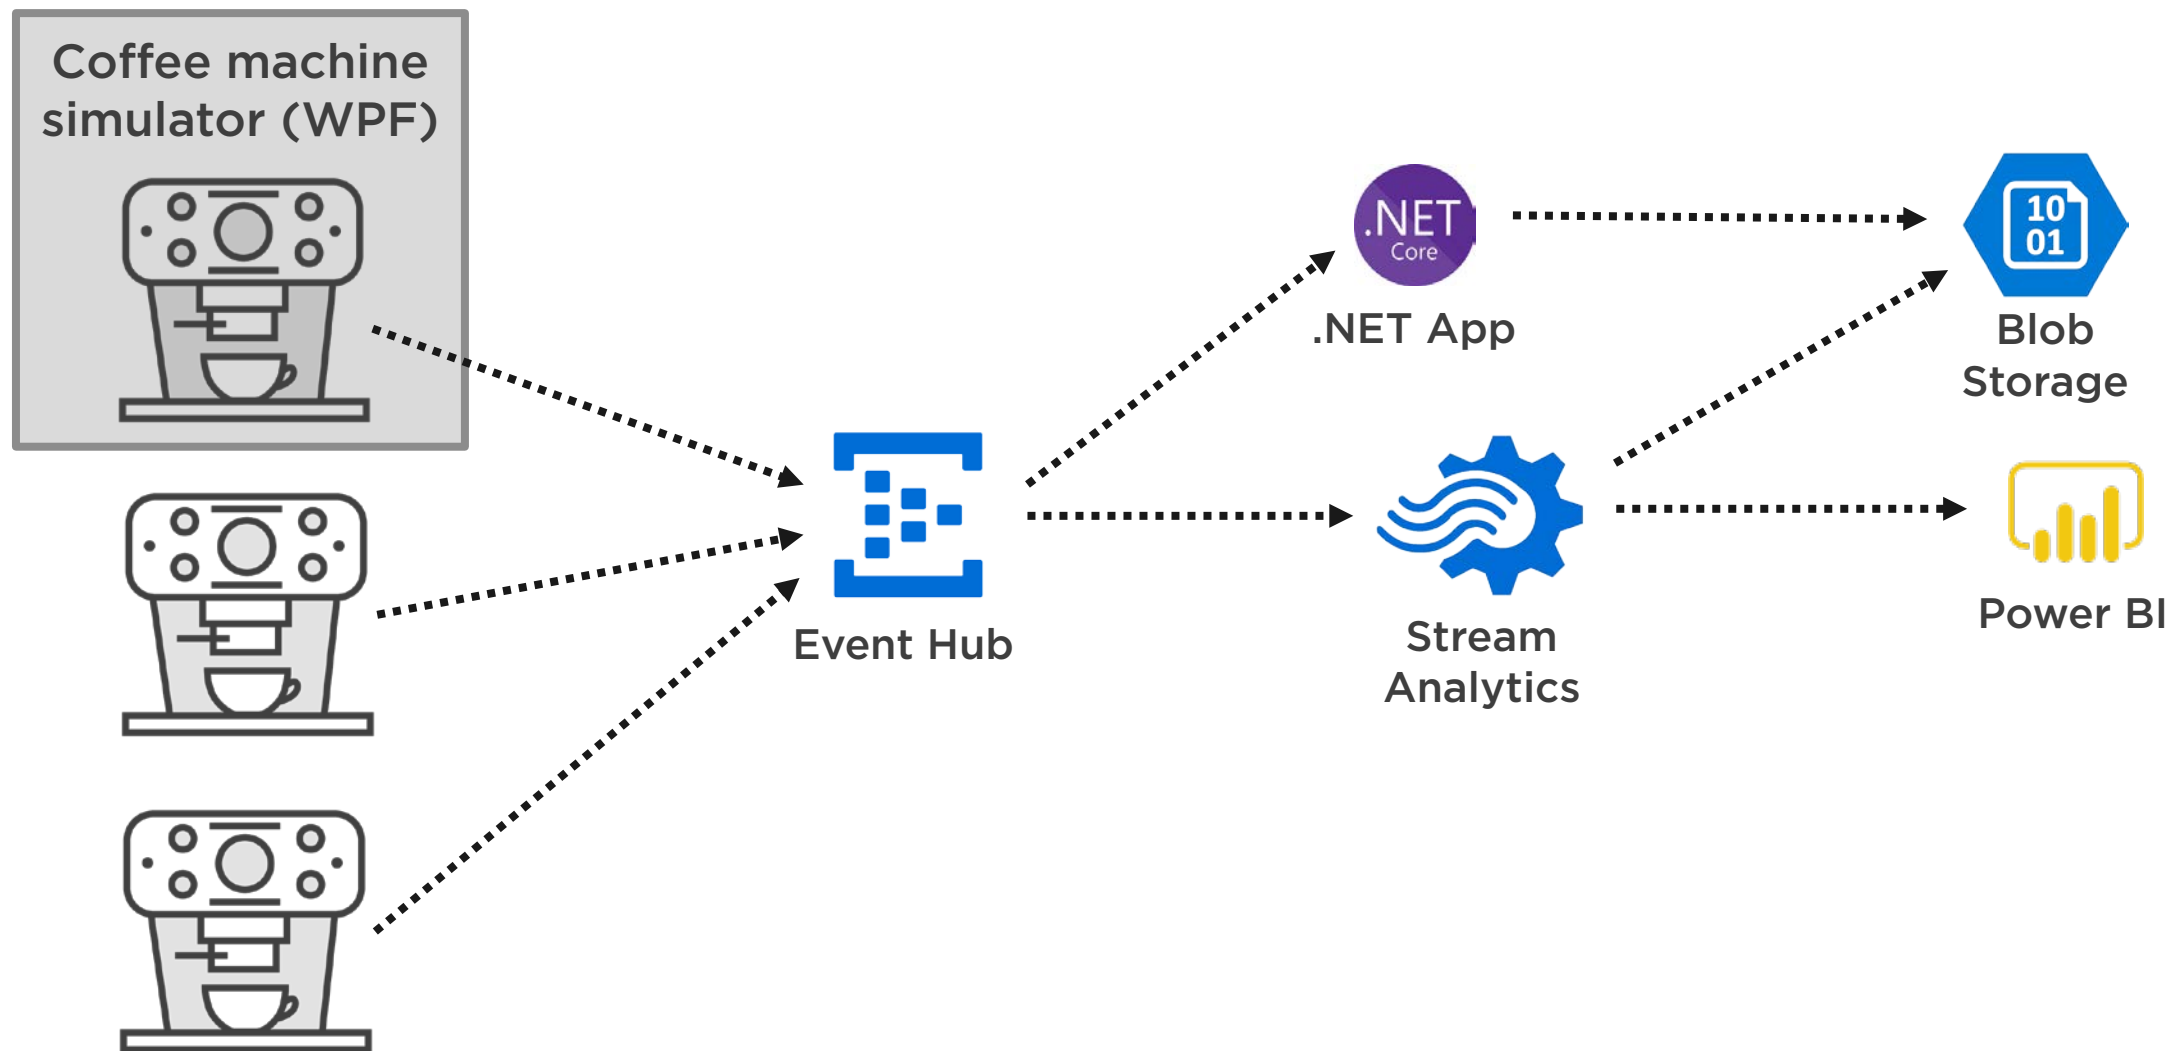 Coffee machine
simulator (WPF)
.NET
Core
.NET App
10
01
Blob
Storage
Event Hub
Stream
Analytics
Power BI